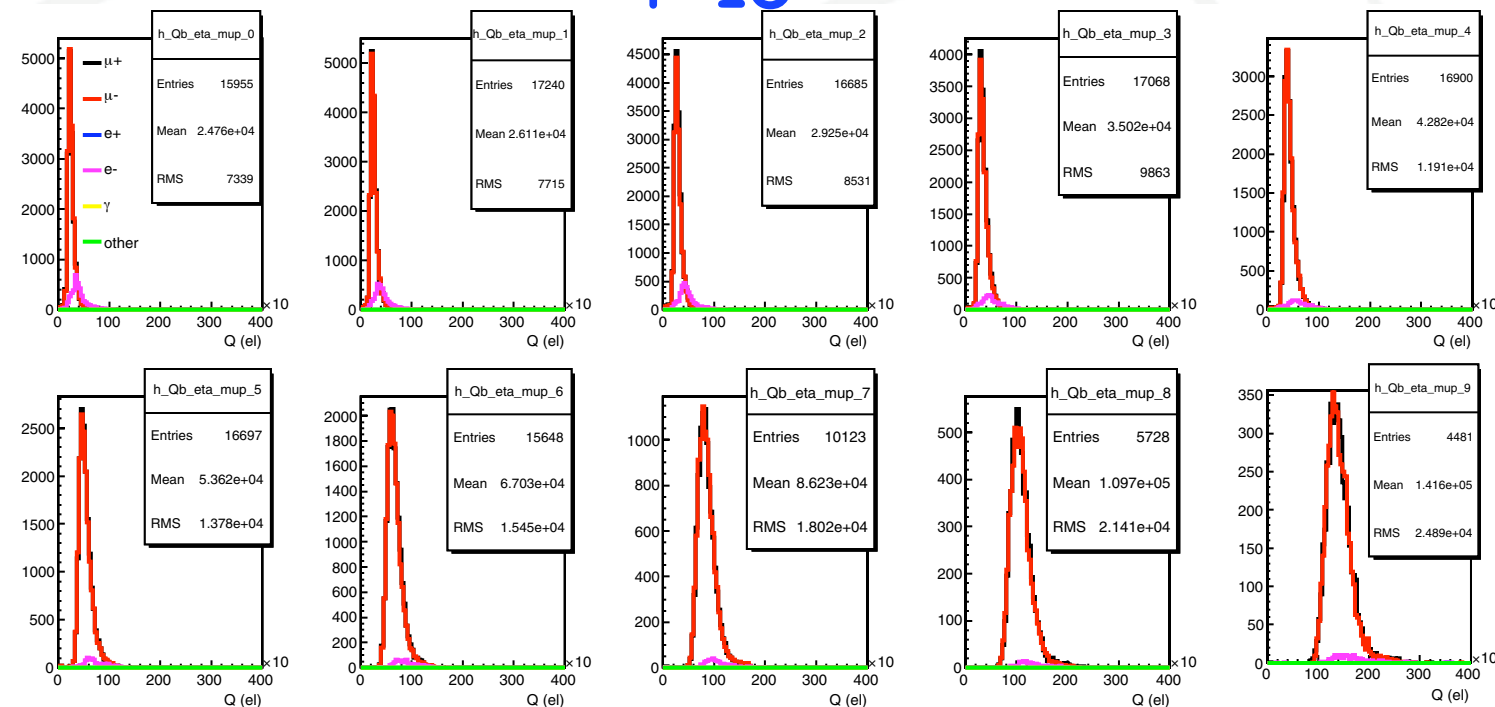 h_Qb_eta_mup_0
Entries 15955
Mean 2.476e+04
RMS 7339
μ+
μ-
e+
e-
γ
other
5000
4000
3000
2000
1000
0
0 100 200 300 400
×10
Q (el)
h_Qb_eta_mup_1
Entries 17240
Mean 2.611e+04
RMS 7715
5000
4000
3000
2000
1000
0
0 100 200 300 400
×10
Q (el)
h_Qb_eta_mup_2
Entries 16685
Mean 2.925e+04
RMS 8531
4500
4000
3500
3000
2500
2000
1500
1000
500
0
0 100 200 300 400
×10
Q (el)
h_Qb_eta_mup_3
Entries 17068
Mean 3.502e+04
RMS 9863
4000
3500
3000
2500
2000
1500
1000
500
0
0 100 200 300 400
×10
Q (el)
h_Qb_eta_mup_4
Entries 16900
Mean 4.282e+04
RMS 1.191e+04
3000
2500
2000
1500
1000
500
0
0 100 200 300 400
×10
Q (el)
h_Qb_eta_mup_5
Entries 16697
Mean 5.362e+04
RMS 1.378e+04
2500
2000
1500
1000
500
0
0 100 200 300 400
×10
Q (el)
h_Qb_eta_mup_6
Entries 15648
Mean 6.703e+04
RMS 1.545e+04
2000
1800
1600
1400
1200
1000
800
600
400
200
0
0 100 200 300 400
×10
Q (el)
h_Qb_eta_mup_7
Entries 10123
Mean 8.623e+04
RMS 1.802e+04
1000
800
600
400
200
0
0 100 200 300 400
×10
Q (el)
h_Qb_eta_mup_8
Entries 5728
Mean 1.097e+05
RMS 2.141e+04
500
400
300
200
100
0
0 100 200 300 400
×10
Q (el)
h_Qb_eta_mup_9
Entries 4481
Mean 1.416e+05
RMS 2.489e+04
350
300
250
200
150
100
50
0
0 100 200 300 400
×10
Q (el)